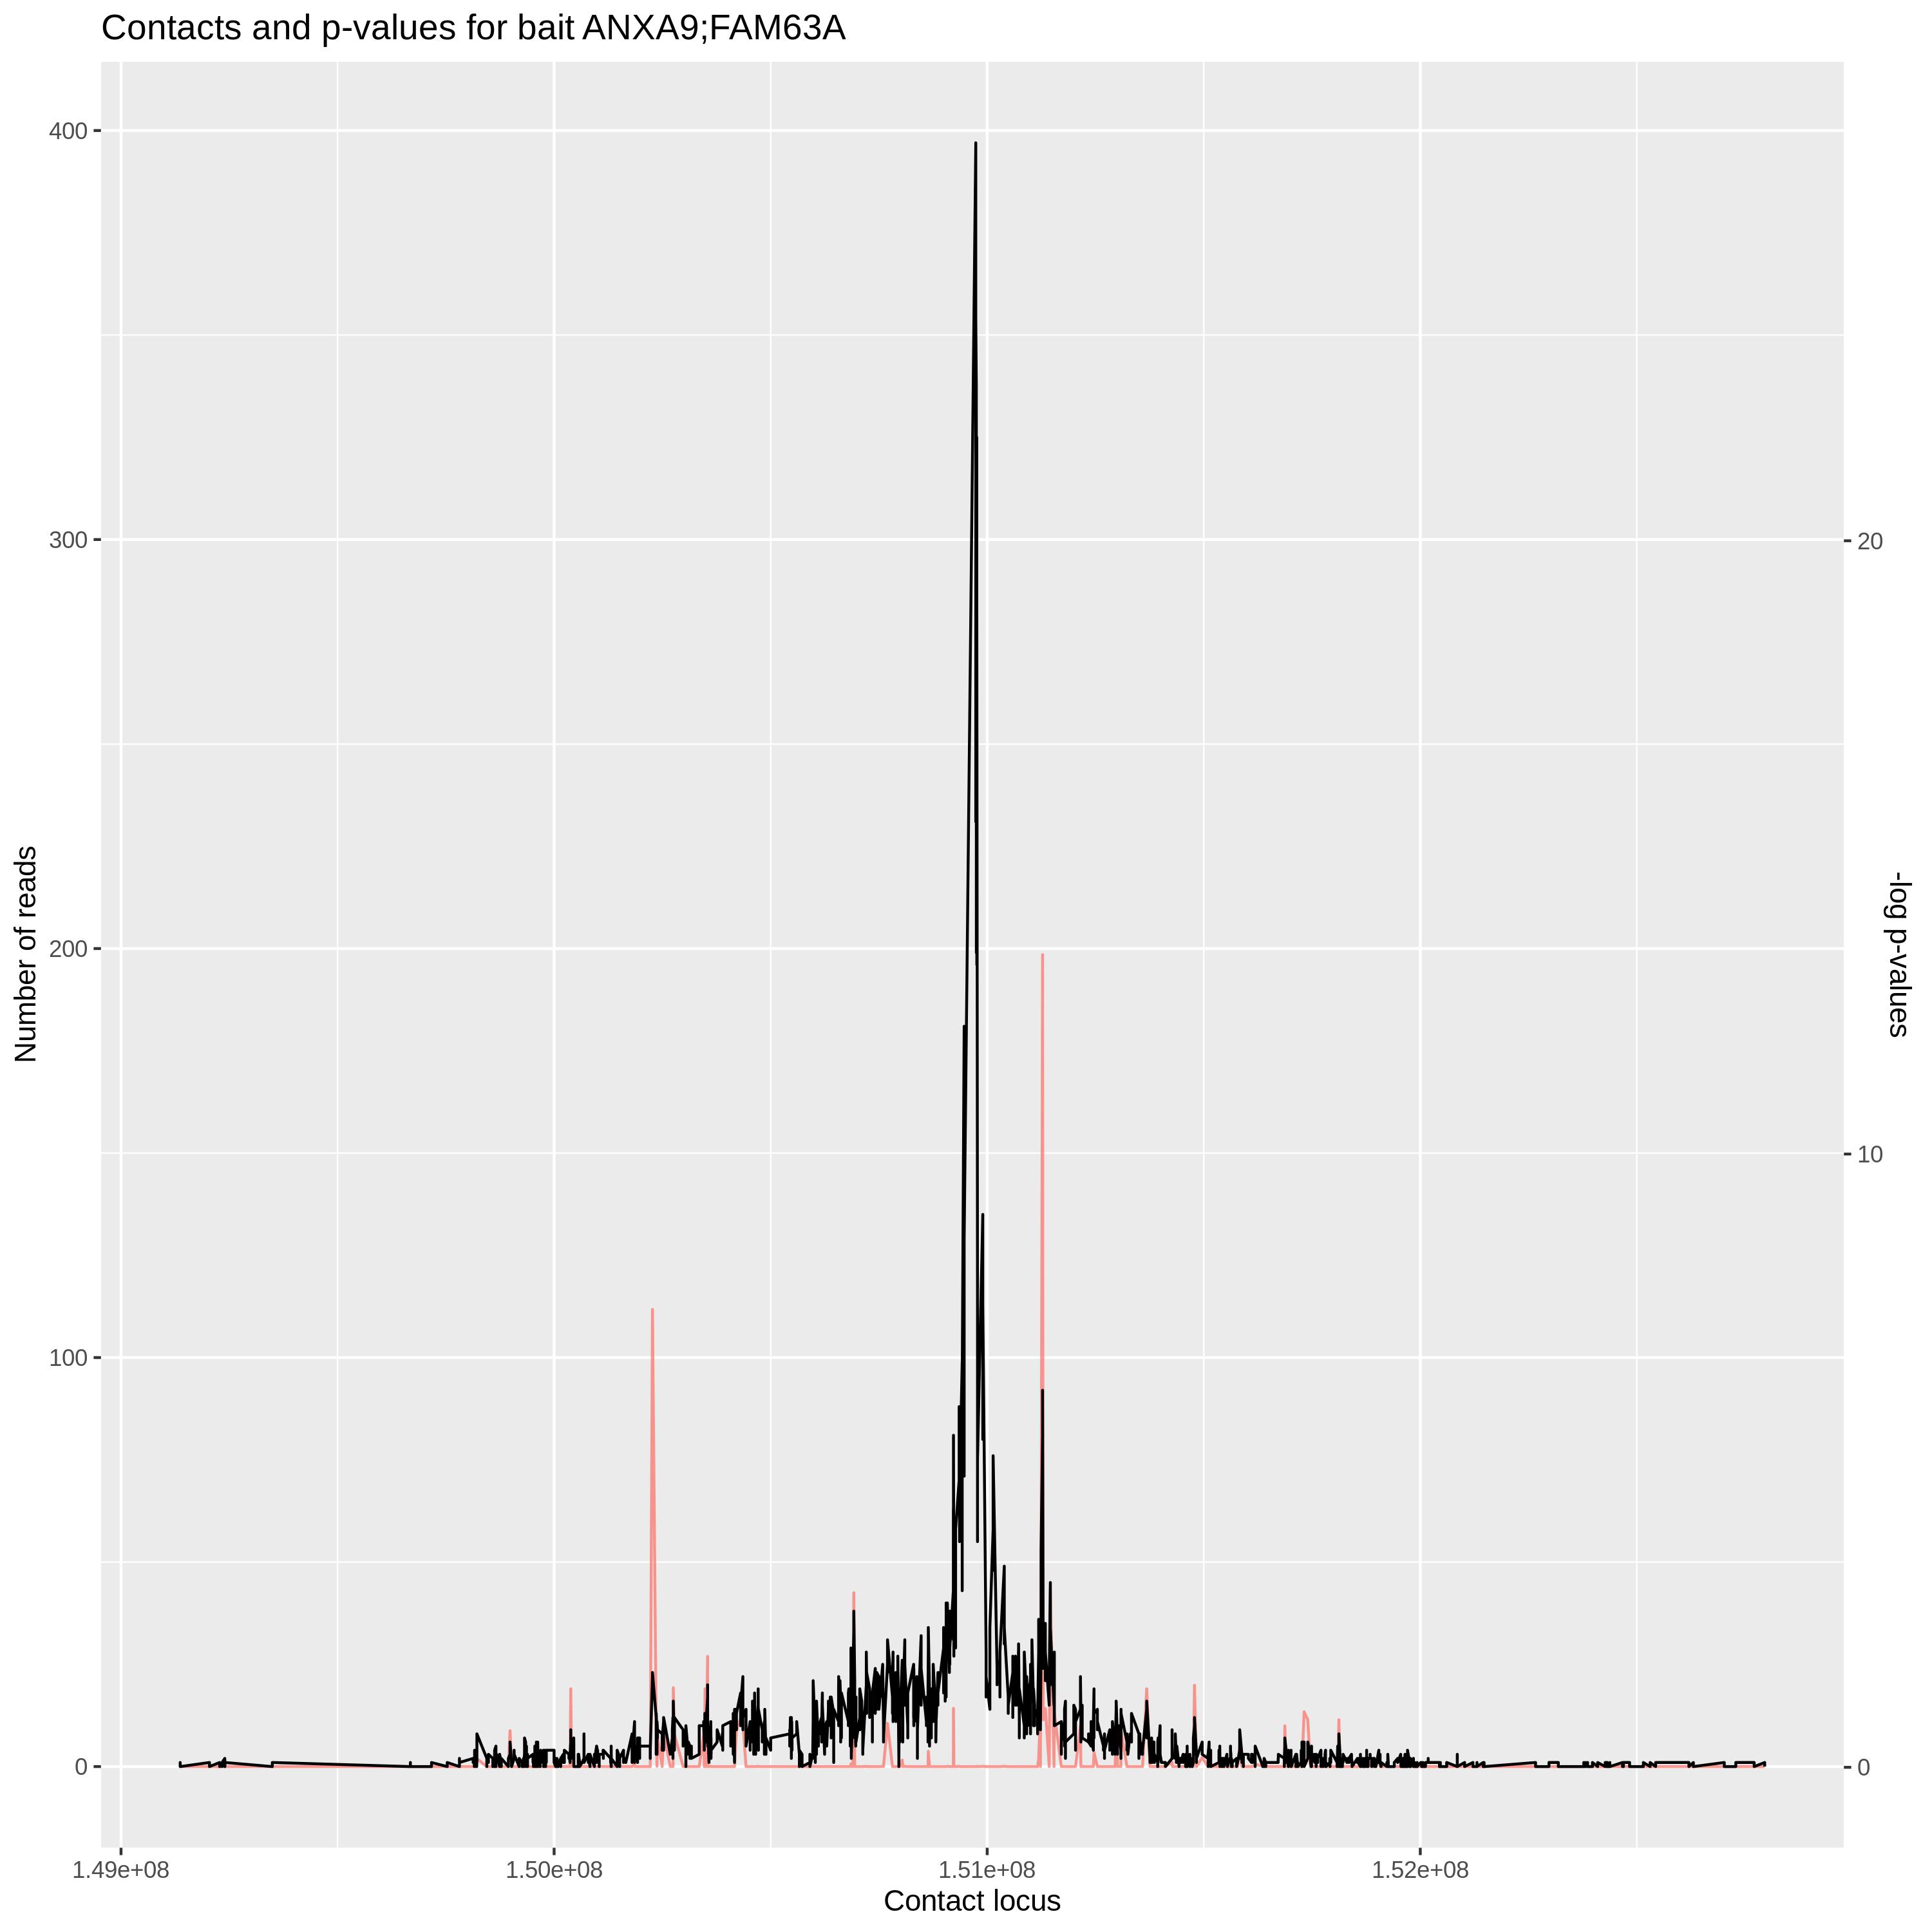 Contacts and p-values for bait ANXA9;FAM63A
400
300
200
100
0
Number of reads
20
10
0
-log p-values
1.49e+08
1.50e+08
1.51e+08
1.52e+08
Contact locus